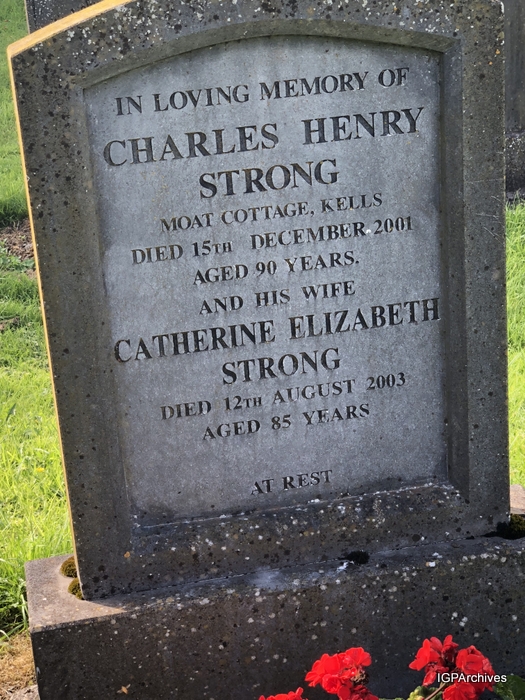 IN LOVING MEMORY OF
CHARLES HENRY
STRONG
MOAT COTTAGE, KELLS
DIED 15TH DECEMBER 2001
AGED 90 YEARS.
AND HIS WIFE
CATHERINE ELIZABETH
STRONG
DIED 12TH AUGUST 2003
AGED 85 YEARS
AT REST
IGPArchives